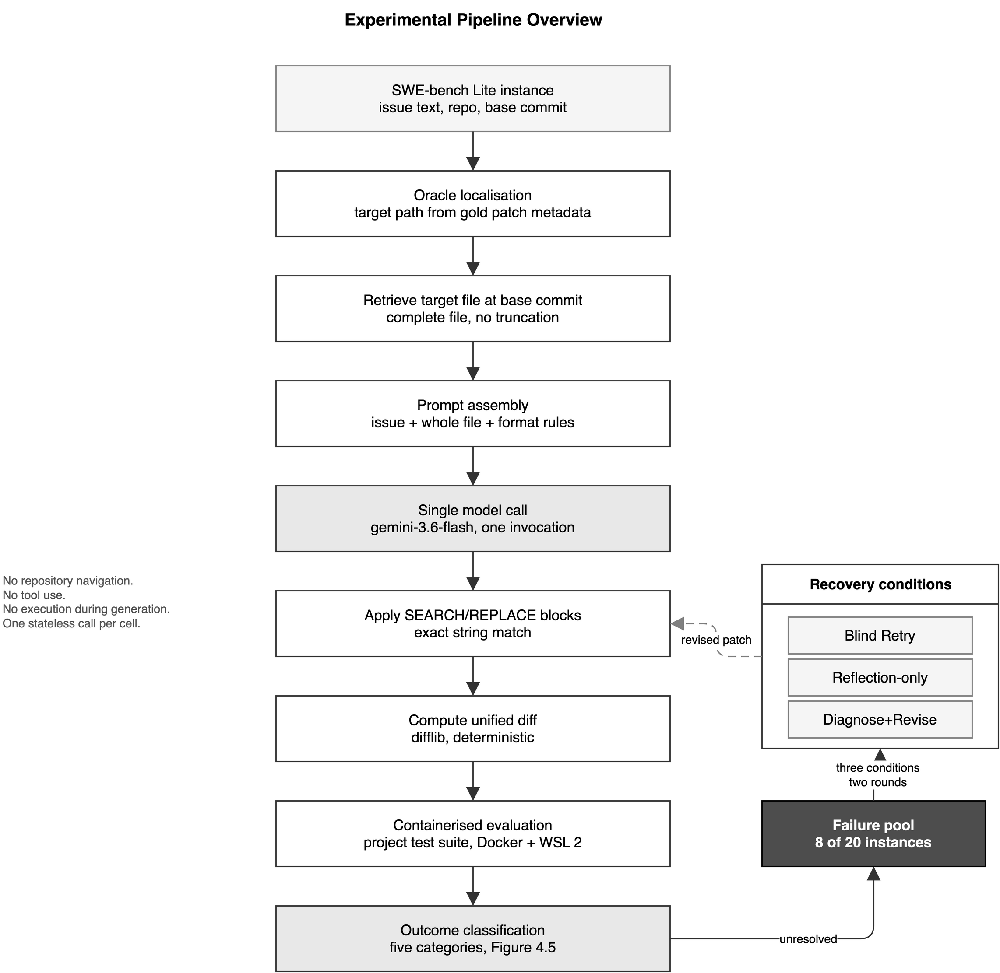 Experimental Pipeline Overview
SWE-bench Lite instance
issue text, repo, base commit
Oracle localisation
target path from gold patch metadata
Retrieve target file at base commit
complete file, no truncation
Prompt assembly
issue + whole file + format rules
Single model call
gemini-3.6-flash, one invocation
No repository navigation.
No tool use.
No execution during generation.
One stateless call per cell.
Apply SEARCH/REPLACE blocks
exact string match
revised patch
Recovery conditions
Blind Retry
Reflection-only
Diagnose+Revise
Compute unified diff
difflib, deterministic
three conditions
two rounds
Containerised evaluation
project test suite, Docker + WSL 2
Failure pool
8 of 20 instances
Outcome classification
five categories, Figure 4.5
unresolved